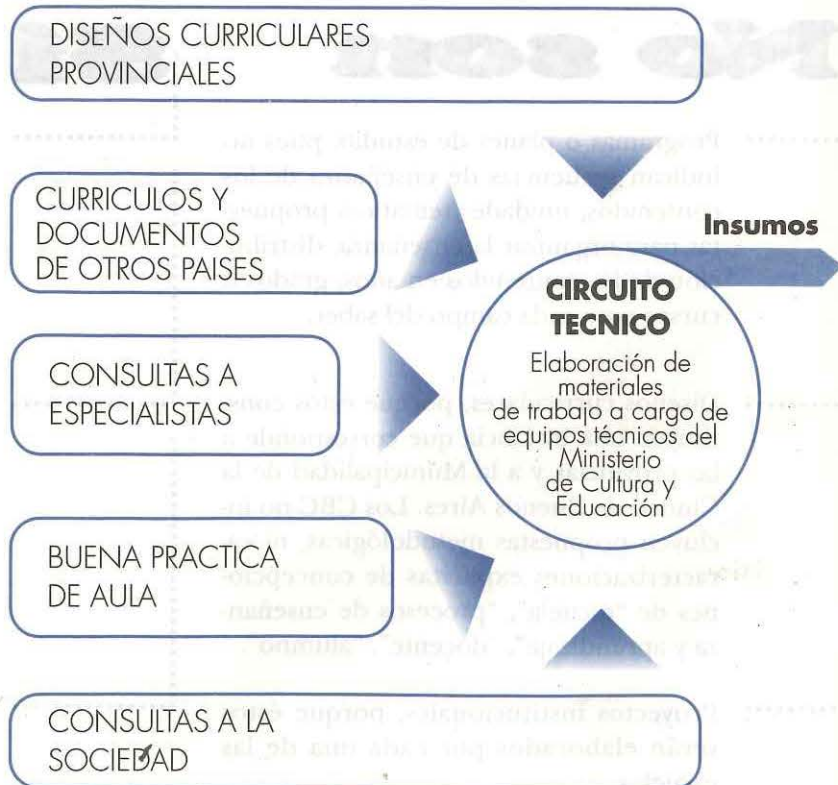 DISEÑOS CURRICULARES
PROVINCIALES
CURRICULOS Y
DOCUMENTOS
DE OTROS PAISES
CONSULTAS A
ESPECIALISTAS
BUENA PRACTICA
DE AULA
CONSULTAS A LA
SOCIEDAD
Insumos
CIRCUITO
TECNICO
Elaboración de
materiales
de trabajo a cargo de
equipos técnicos del
Ministerio
de Cultura y
Educación